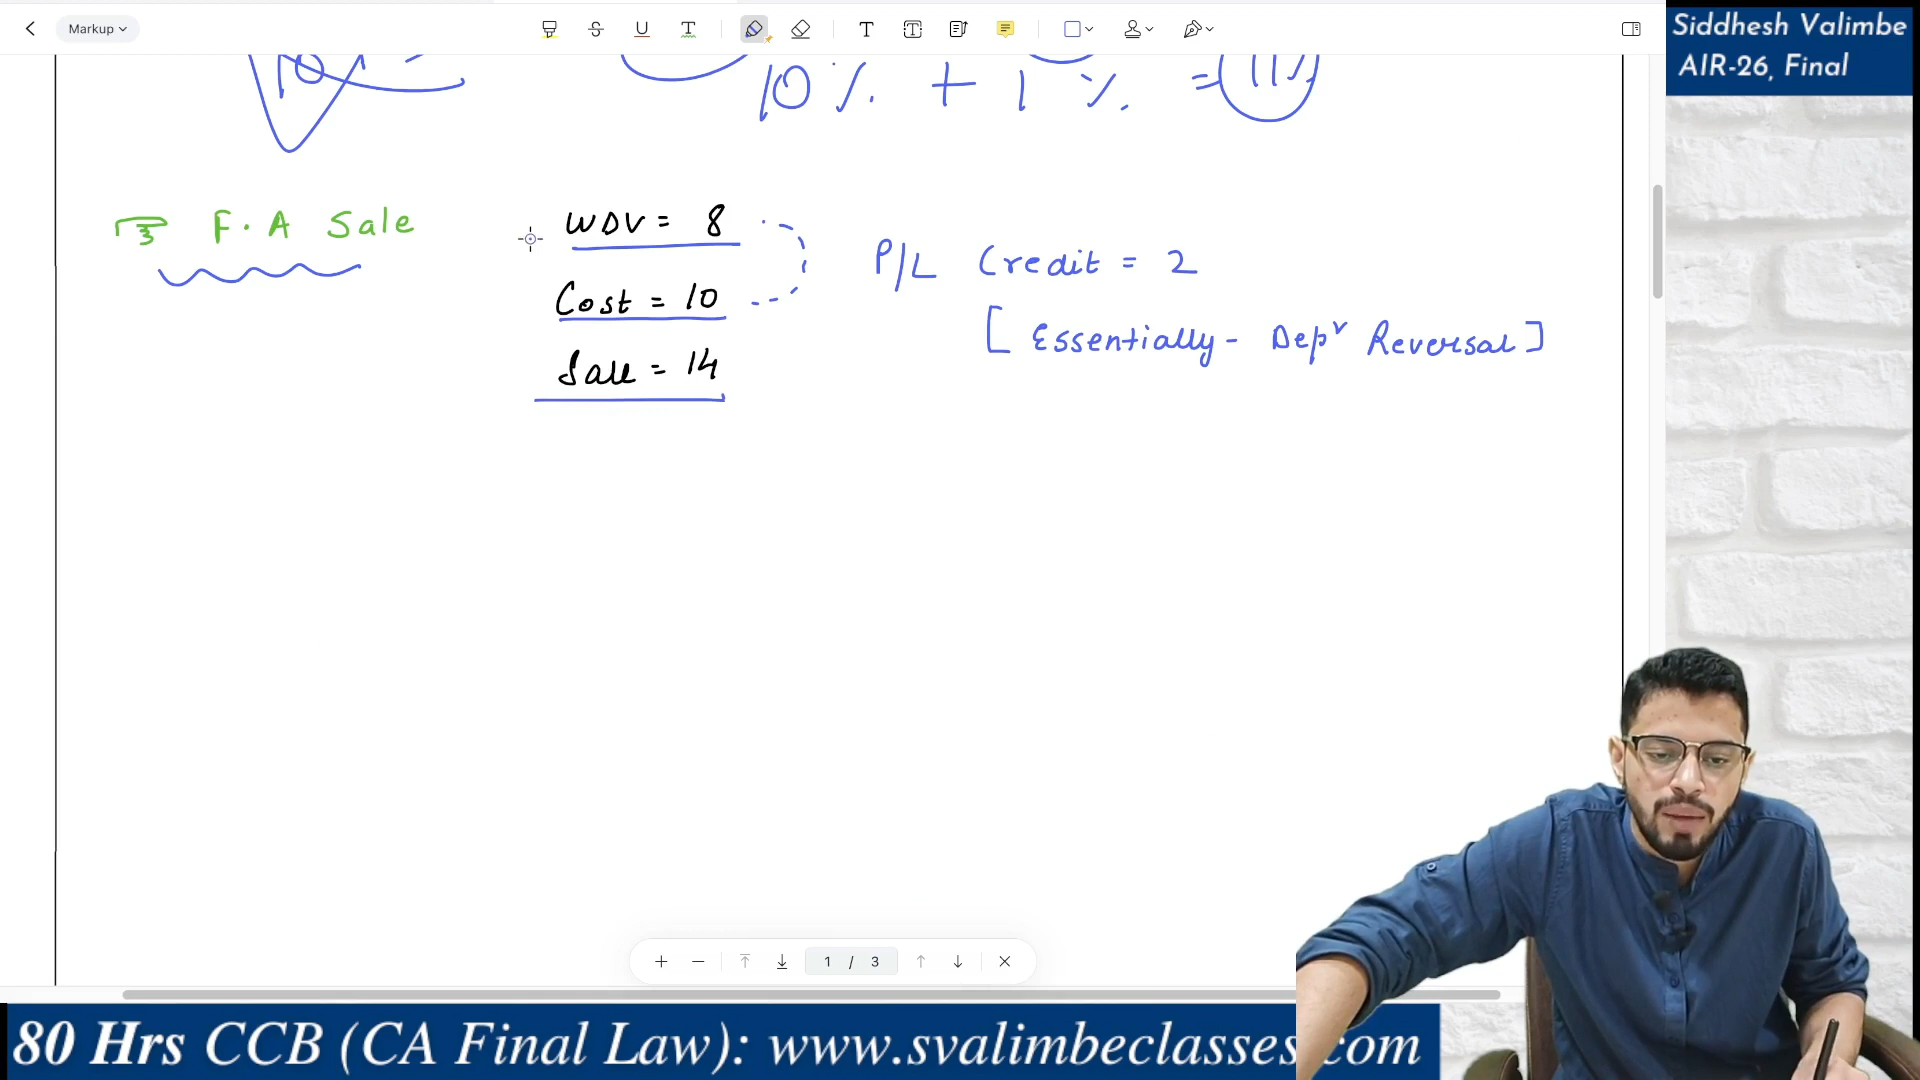 Markup
Siddhesh Valimbe
AIR-26, Final
10
10% + 1% = 11%
F.A Sale
WDV = 8
Cost = 10
Sale = 14
P/L Credit = 2
[Essentially - Depr Reversal]
1 / 3
80 Hrs CCB (CA Final Law): www.svalimbeclasses.com